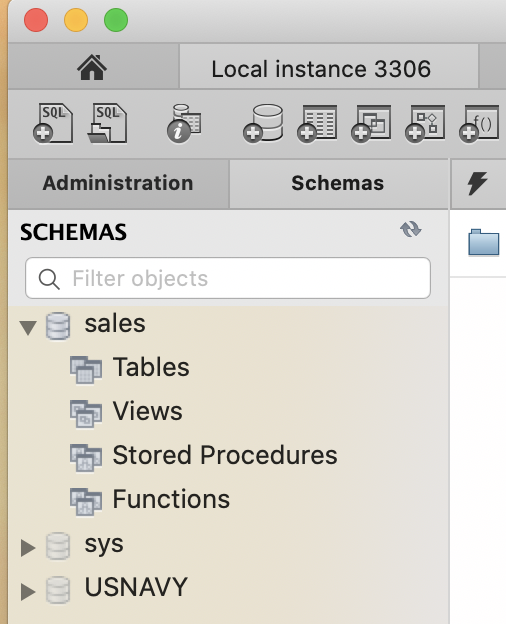 Local instance 3306
SQL SQL i f()
Administration Schemas
SCHEMAS
Filter objects
sales
Tables
Views
Stored Procedures
Functions
sys
USNAVY